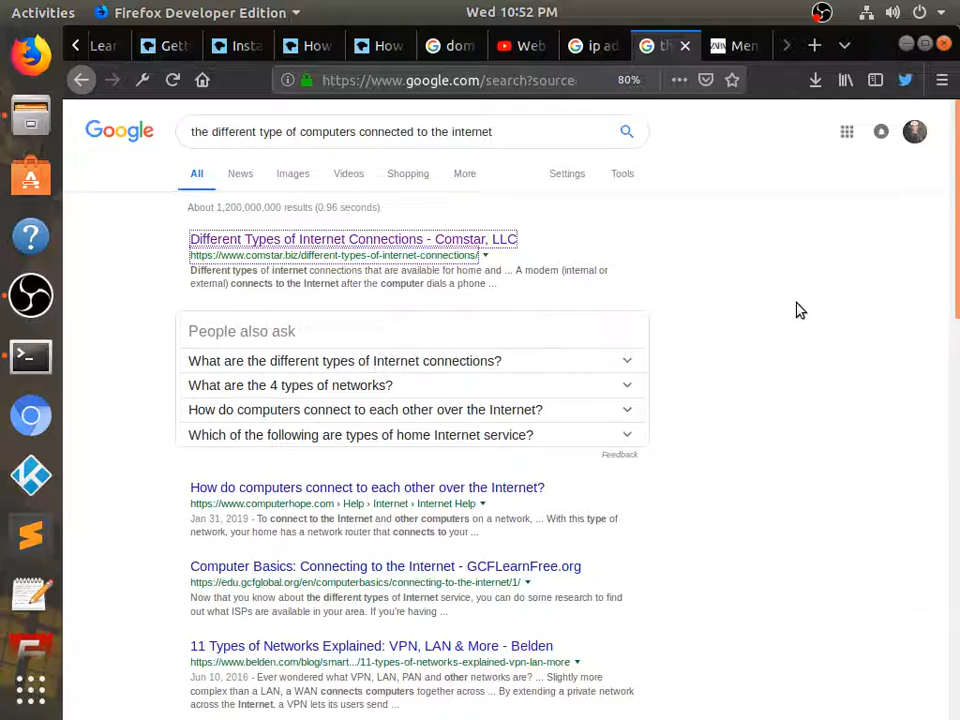 Activities
Firefox Developer Edition
Wed 10:52 PM
Lear
Gett
Insta
How
How
dom
Web
ip ad
th
ZARA
Men
https://www.google.com/search?source
80%
Google
the different type of computers connected to the internet
All
News
Images
Videos
Shopping
More
Settings
Tools
About 1,200,000,000 results (0.96 seconds)
Different Types of Internet Connections - Comstar, LLC
https://www.comstar.biz/different-types-of-internet-connections/
Different types of internet connections that are available for home and ... A modem (internal or
external) connects to the Internet after the computer dials a phone ...
People also ask
What are the different types of Internet connections?
What are the 4 types of networks?
How do computers connect to each other over the Internet?
Which of the following are types of home Internet service?
Feedback
How do computers connect to each other over the Internet?
https://www.computerhope.com › Help › Internet › Internet Help
Jan 31, 2019 - To connect to the Internet and other computers on a network, ... With this type of
network, your home has a network router that connects to your ...
Computer Basics: Connecting to the Internet - GCFLearnFree.org
https://edu.gcfglobal.org/en/computerbasics/connecting-to-the-internet/1/
Now that you know about the different types of Internet service, you can do some research to find
out what ISPs are available in your area. If you're having ...
11 Types of Networks Explained: VPN, LAN & More - Belden
https://www.belden.com/blog/smart.../11-types-of-networks-explained-vpn-lan-more
Jun 10, 2016 - Ever wondered what VPN, LAN, PAN and other networks are? ... Slightly more
complex than a LAN, a WAN connects computers together across ... By extending a private network
across the Internet, a VPN lets its users send ...